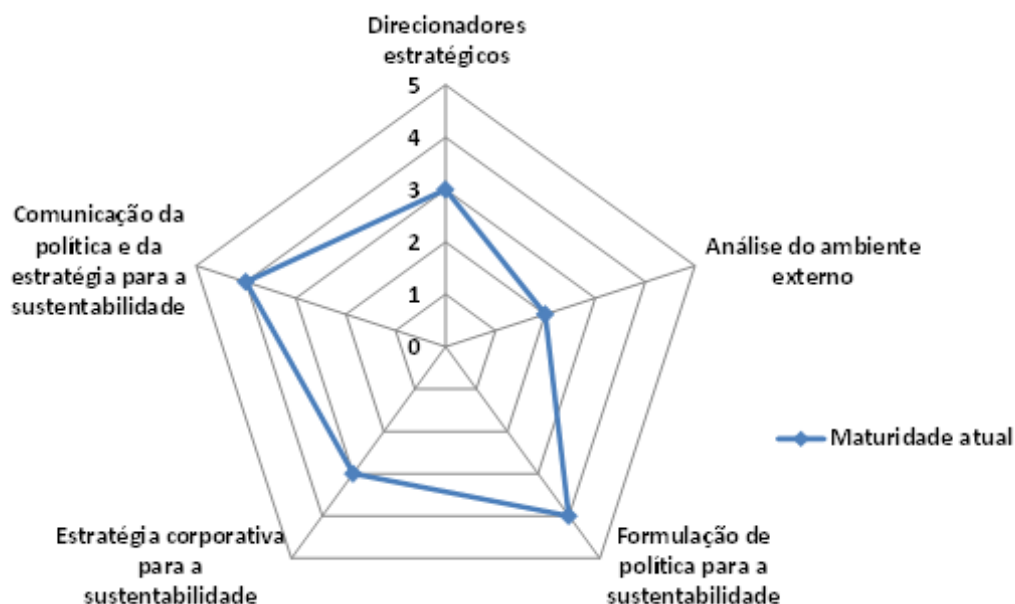 Direcionadores
estratégicos
5
4
3
2
1
0
Análise do ambiente
externo
Maturidade atual
Formulação de
política para a
sustentabilidade
Estratégia corporativa
para a
sustentabilidade
Comunicação da
política e da
estratégia para a
sustentabilidade